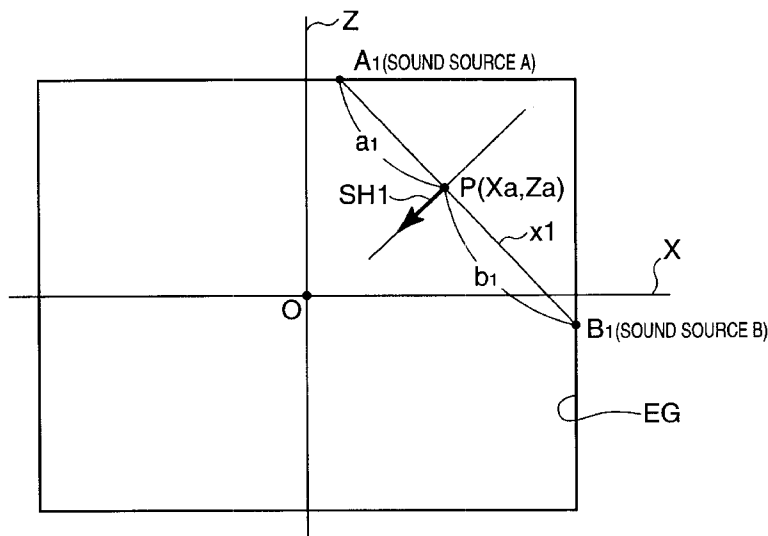 Z
A1(SOUND SOURCE A)
a1
SH1
P(Xa,Za)
x1
X
b1
O
B1(SOUND SOURCE B)
EG